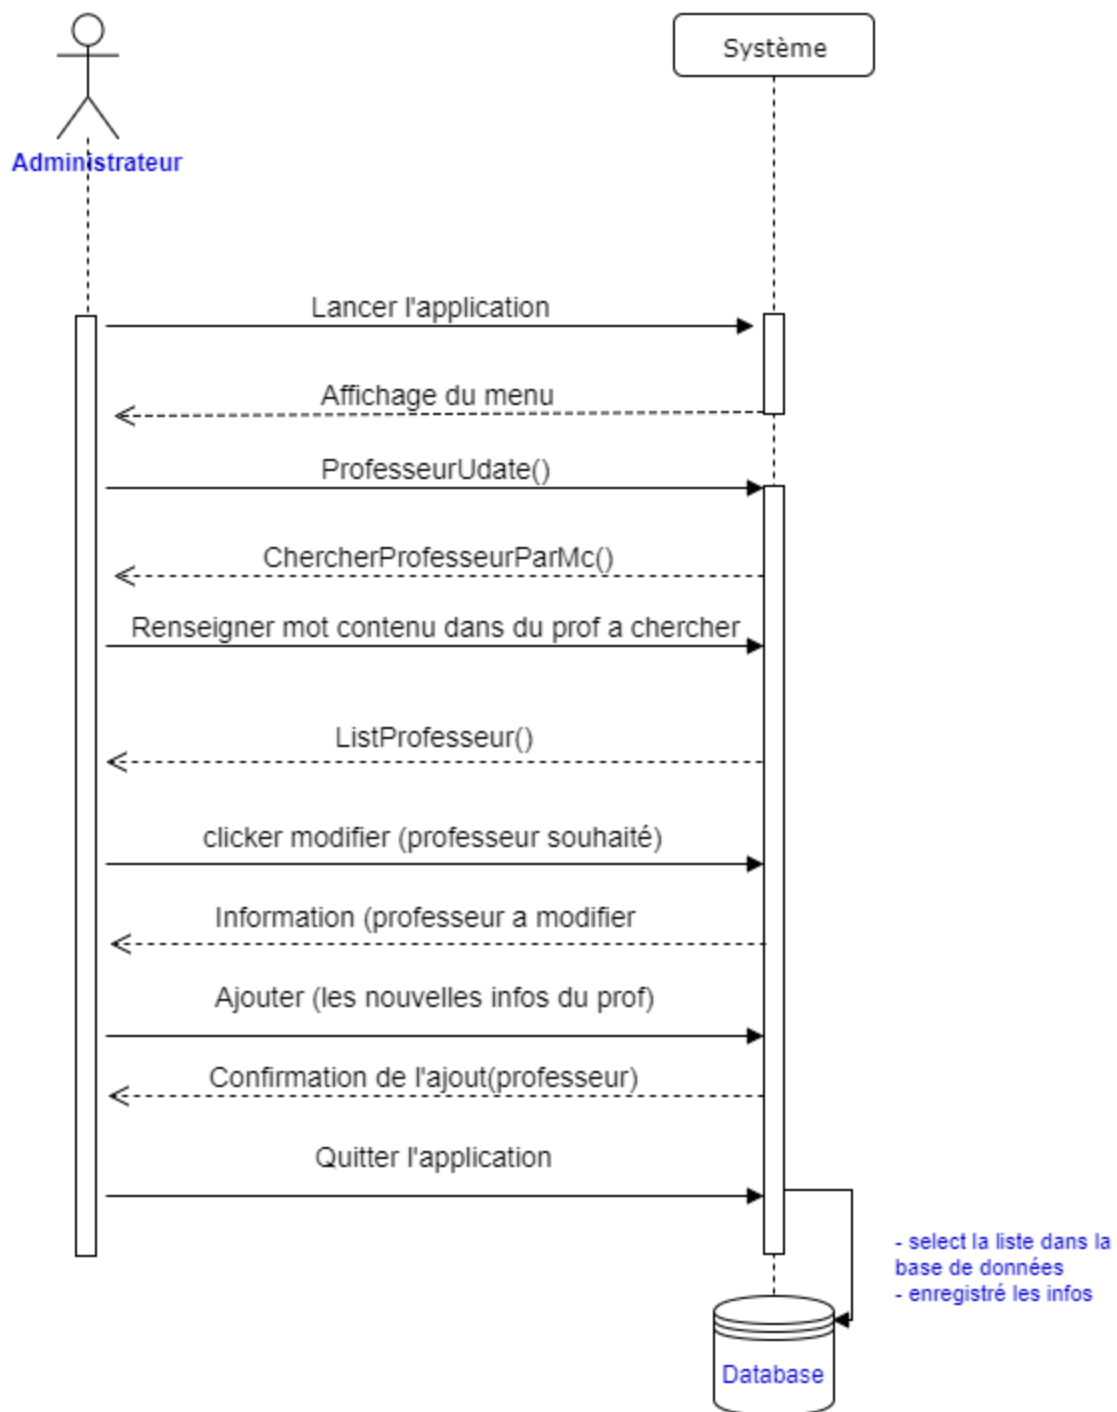 Système
Administrateur
Lancer l'application
Affichage du menu
ProfesseurUdate()
ChercherProfesseurParMc()
Renseigner mot contenu dans du prof a chercher
ListProfesseur()
clicker modifier (professeur souhaité)
Information (professeur a modifier
Ajouter (les nouvelles infos du prof)
Confirmation de l'ajout(professeur)
Quitter l'application
- select la liste dans la
base de données
- enregistré les infos
Database